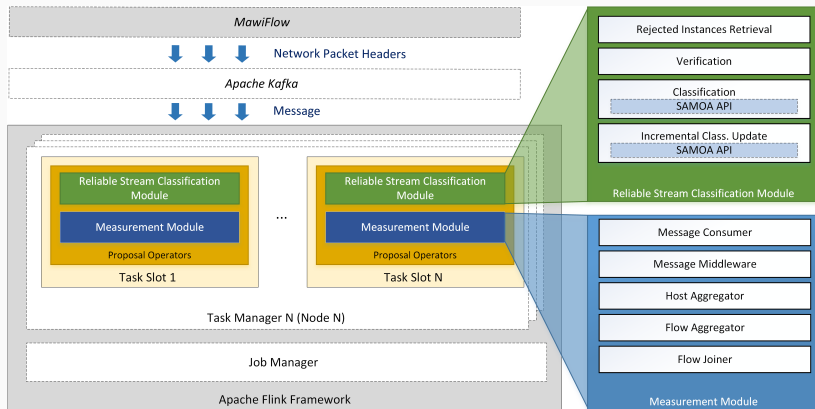 MawiFlow
Network Packet Headers
Apache Kafka
Message
Reliable Stream Classification
Module
Measurement Module
Proposal Operators
Task Slot 1
...
Reliable Stream Classification
Module
Measurement Module
Proposal Operators
Task Slot N
Task Manager N (Node N)
Job Manager
Apache Flink Framework
Rejected Instances Retrieval
Verification
Classification
SAMOA API
Incremental Class. Update
SAMOA API
Reliable Stream Classification Module
Message Consumer
Message Middleware
Host Aggregator
Flow Aggregator
Flow Joiner
Measurement Module